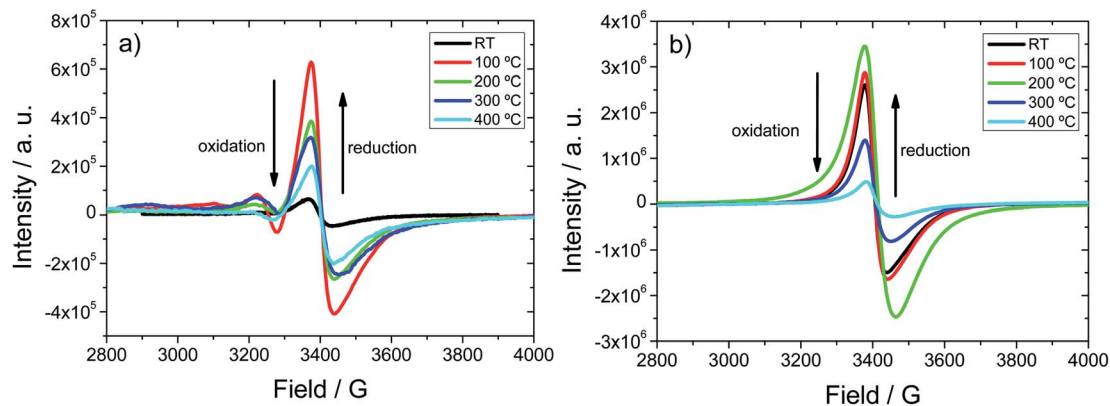 a)
8x10⁵
6x10⁵
4x10⁵
2x10⁵
0
-2x10⁵
-4x10⁵
Intensity / a. u.
RT
100 ºC
200 ºC
300 ºC
400 ºC
oxidation
reduction
2800 3000 3200 3400 3600 3800 4000
Field / G
b)
4x10⁶
3x10⁶
2x10⁶
1x10⁶
0
-1x10⁶
-2x10⁶
-3x10⁶
Intensity / a. u.
RT
100 ºC
200 ºC
300 ºC
400 ºC
oxidation
reduction
2800 3000 3200 3400 3600 3800 4000
Field / G